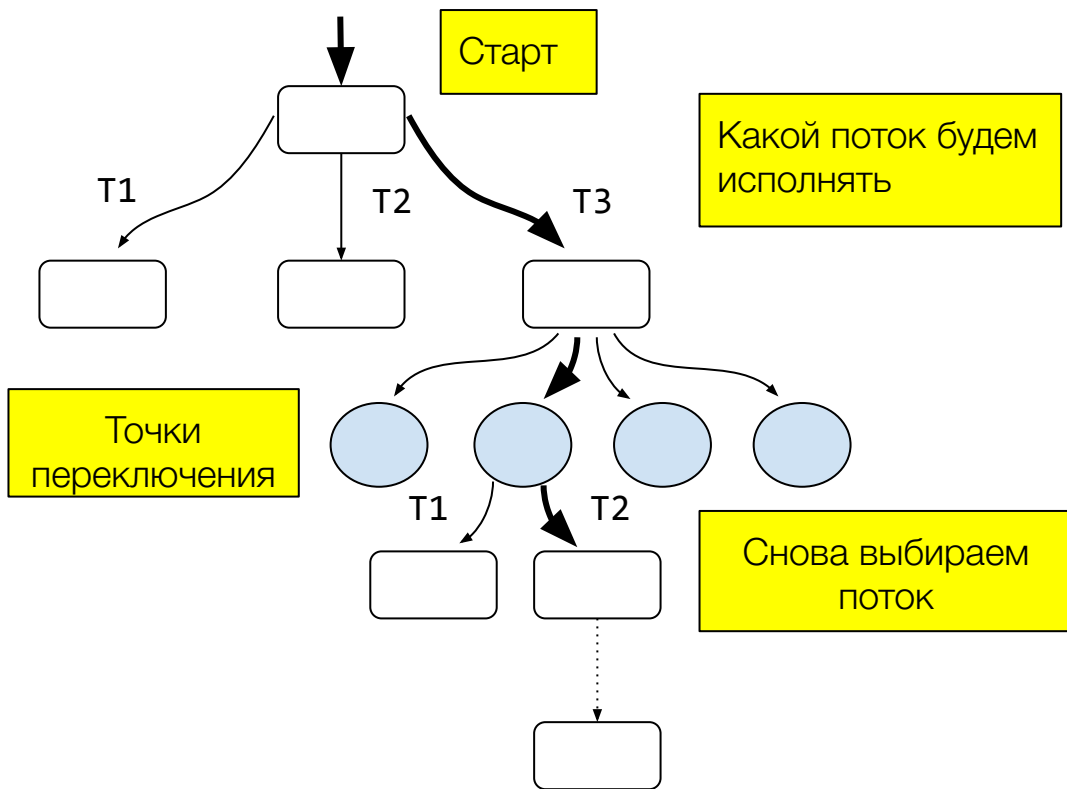 Старт
Какой поток будем
исполнять
T1
T2
T3
Точки
переключения
T1
T2
Снова выбираем
поток